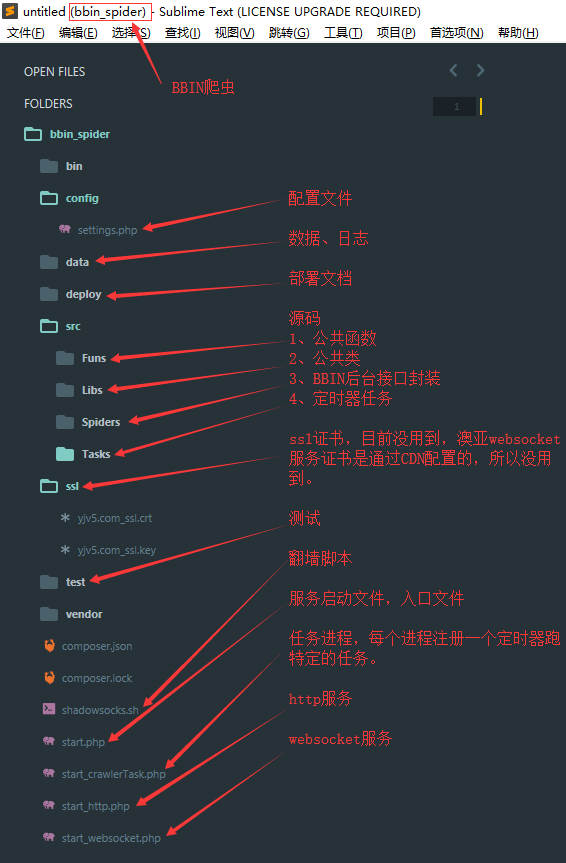 untitled (bbin_spider) - Sublime Text (LICENSE UPGRADE REQUIRED)
文件(F) 编辑(E) 选择(S) 查找(I) 视图(V) 跳转(G) 工具(T) 项目(P) 首选项(N) 帮助(H)
OPEN FILES
BBIN爬虫
FOLDERS
1
bbin_spider
bin
config
配置文件
settings.php
数据、日志
data
部署文档
deploy
源码
src
1、公共函数
Funs
2、公共类
Libs
3、BBIN后台接口封装
4、定时器任务
Spiders
ssl证书，目前没用到，澳亚websocket
Tasks
服务证书是通过CDN配置的，所以没用
到。
ssl
yjv5.com_ssl.crt
测试
yjv5.com_ssl.key
翻墙脚本
test
服务启动文件，入口文件
vendor
任务进程，每个进程注册一个定时器跑
composer.json
特定的任务。
composer.lock
http服务
shadowsocks.sh
websocket服务
start.php
start_crawlerTask.php
start_http.php
start_websocket.php